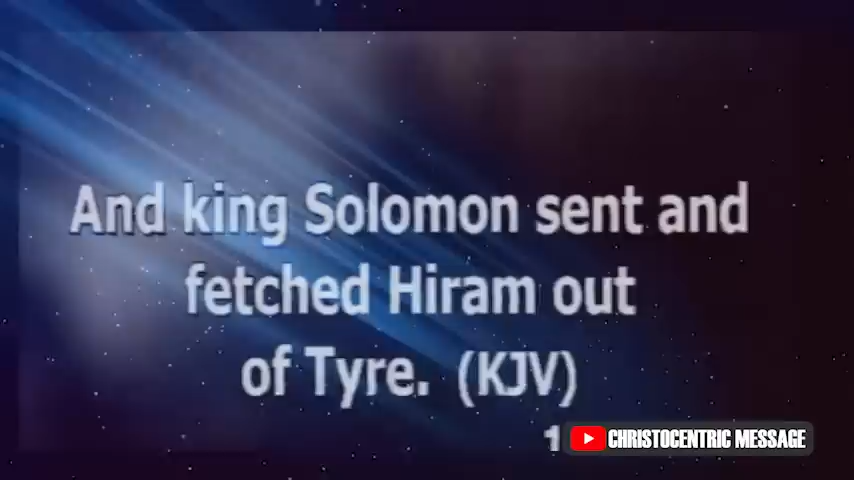 And king Solomon sent and
fetched Hiram out
of Tyre. (KJV)
1
CHRISTOCENTRIC MESSAGE